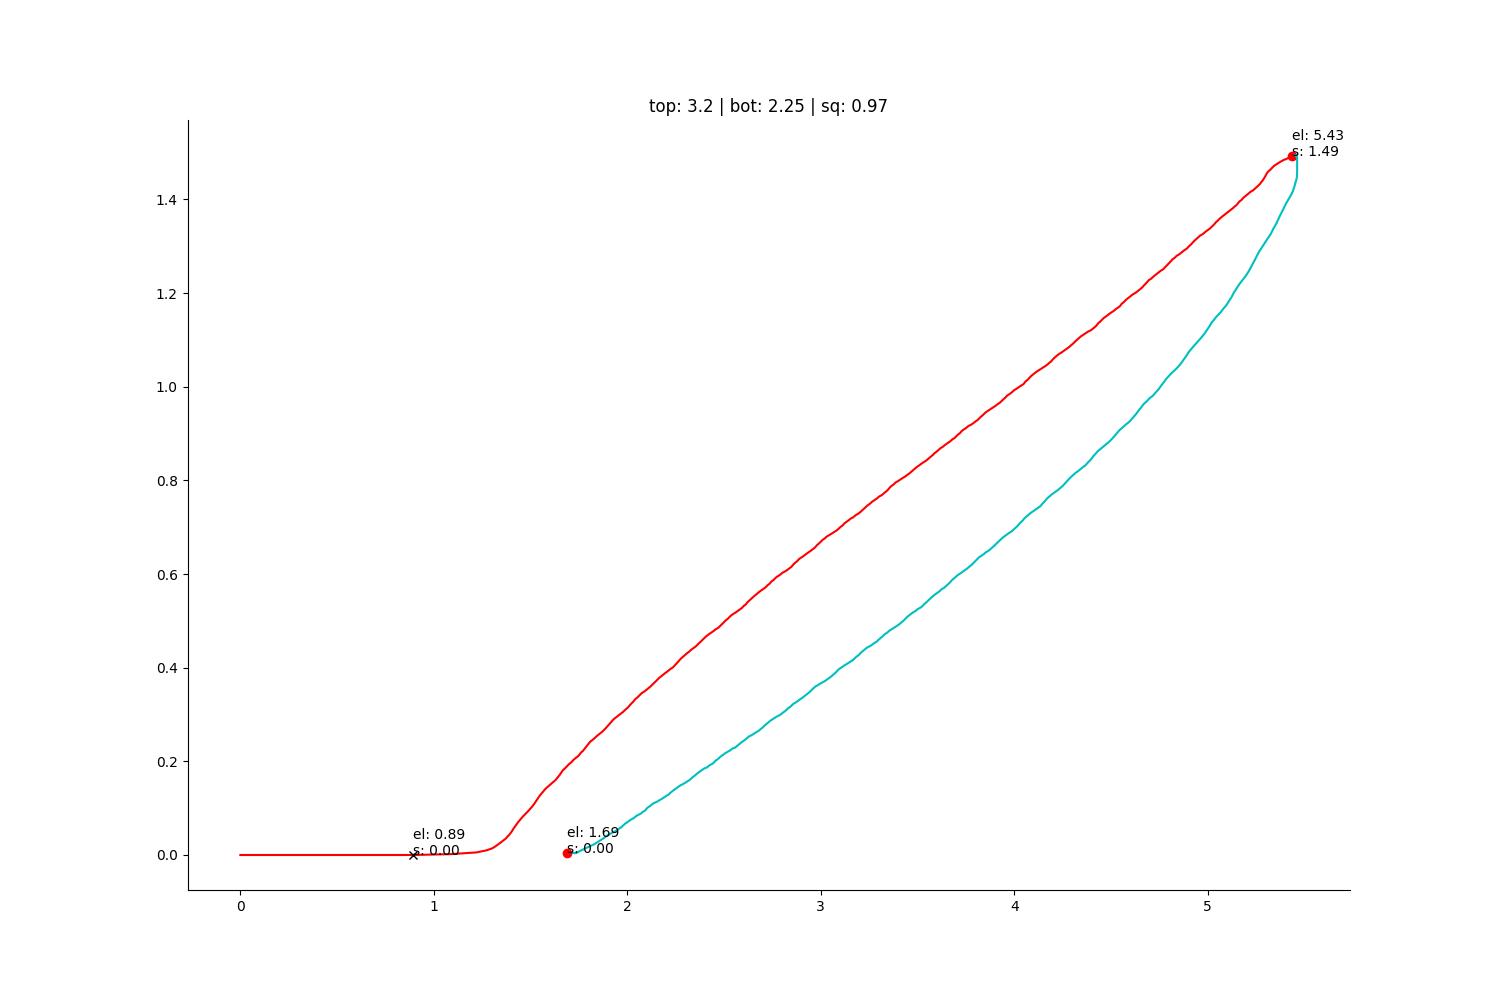 top: 3.2 | bot: 2.25 | sq: 0.97
el: 5.43
s: 1.49
1.4
1.2
1.0
0.8
0.6
0.4
0.2
0.0
el: 0.89
s: 0.00
el: 1.69
s: 0.00
0 1 2 3 4 5